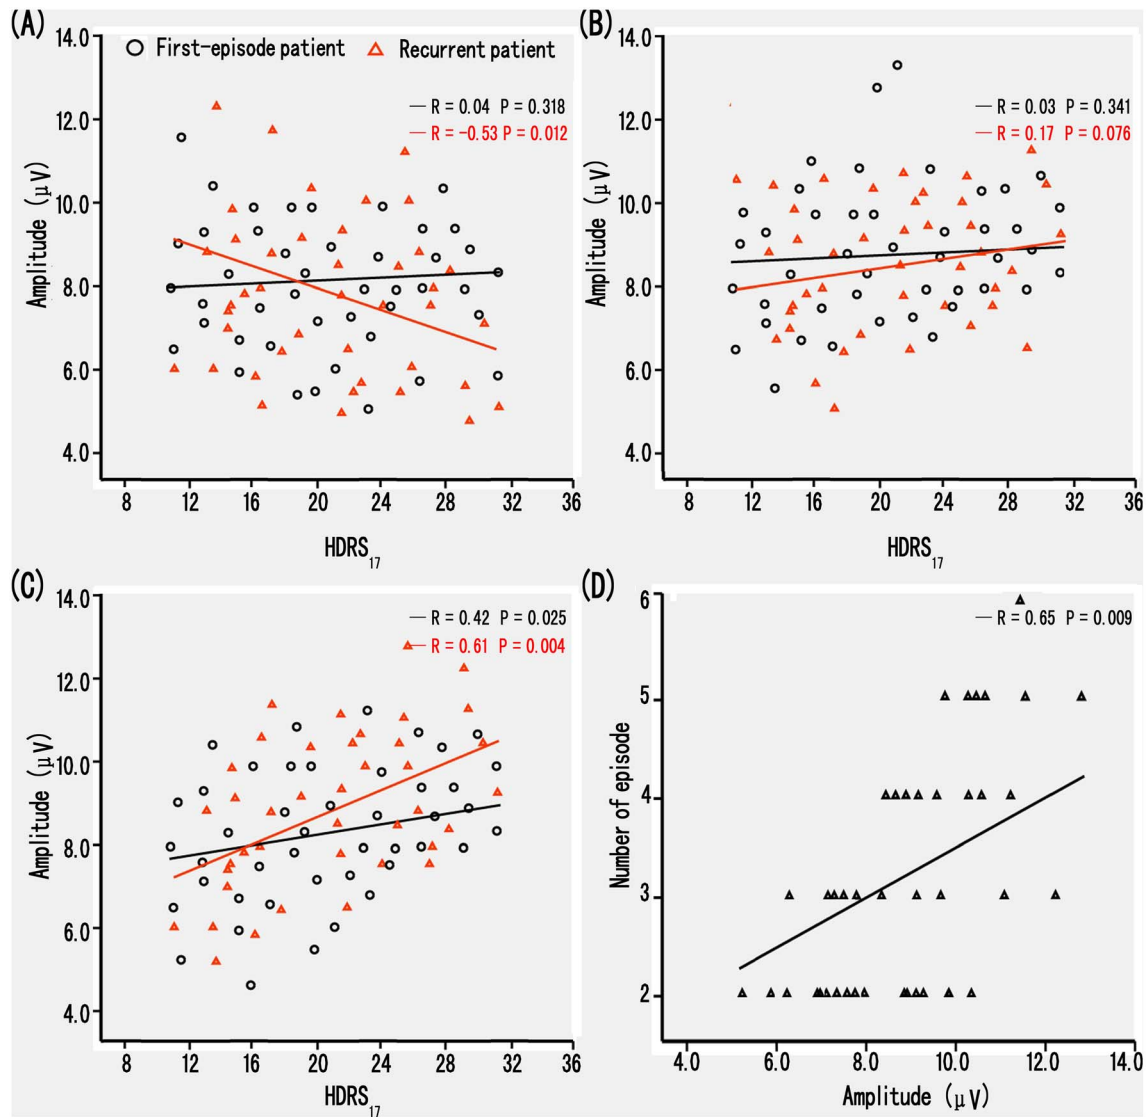 (A)
14.0
12.0
10.0
8.0
6.0
4.0
Amplitude (μV)
First-episode patient
Recurrent patient
R = 0.04 P = 0.318
R = -0.53 P = 0.012
8 12 16 20 24 28 32 36
HDRS17
(B)
14.0
12.0
10.0
8.0
6.0
4.0
Amplitude (μV)
R = 0.03 P = 0.341
R = 0.17 P = 0.076
8 12 16 20 24 28 32 36
HDRS17
(C)
14.0
12.0
10.0
8.0
6.0
4.0
Amplitude (μV)
R = 0.42 P = 0.025
R = 0.61 P = 0.004
8 12 16 20 24 28 32 36
HDRS17
(D)
6
5
4
3
2
Number of episode
R = 0.65 P = 0.009
4.0 6.0 8.0 10.0 12.0 14.0
Amplitude (μV)